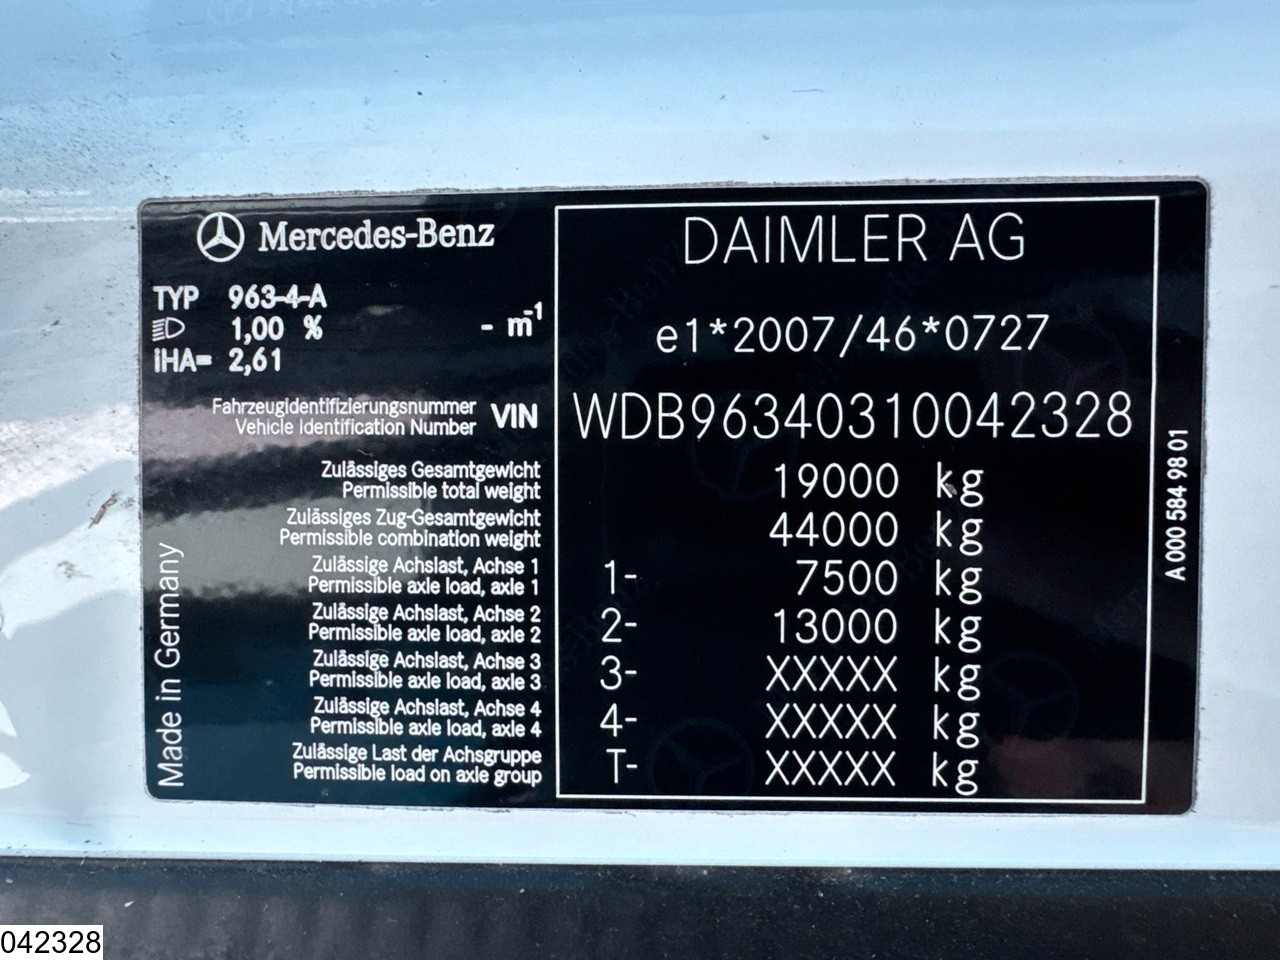 Mercedes-Benz
TYP 963-4-A
1,00 % - m-1
iHA= 2,61
DAIMLER AG
e1*2007/46*0727
Fahrzeugidentifizierungsnummer
Vehicle Identification Number
VIN WDB96340310042328
Zulässiges Gesamtgewicht
Permissible total weight
19000 kg
Zulässiges Zug-Gesamtgewicht
Permissible combination weight
44000 kg
Zulässige Achslast, Achse 1
Permissible axle load, axle 1
1- 7500 kg
Zulässige Achslast, Achse 2
Permissible axle load, axle 2
2- 13000 kg
Zulässige Achslast, Achse 3
Permissible axle load, axle 3
3- XXXXX kg
Zulässige Achslast, Achse 4
Permissible axle load, axle 4
4- XXXXX kg
Zulässige Last der Achsgruppe
Permissible load on axle group
T- XXXXX kg
Made in Germany
A 000 584 98 01
042328